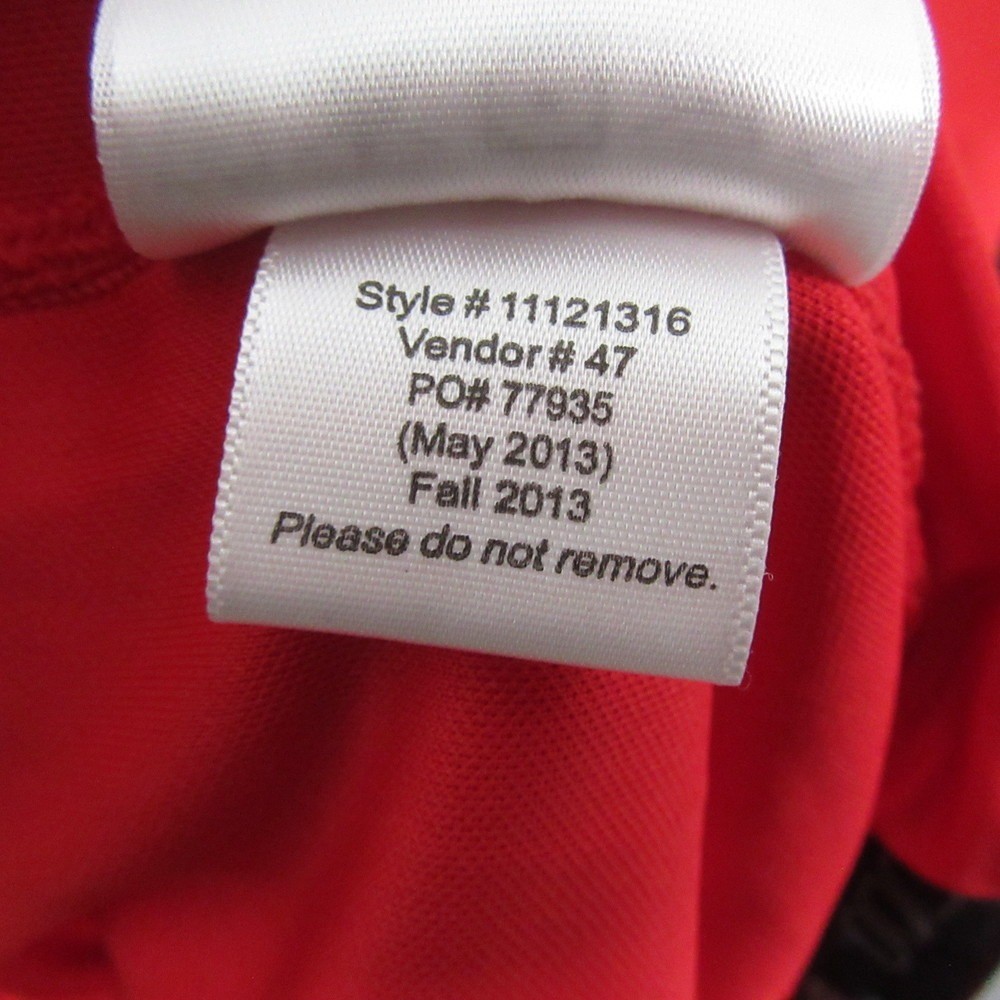 Style # 11121316
Vendor # 47
PO# 77935
(May 2013)
Fall 2013
Please do not remove.